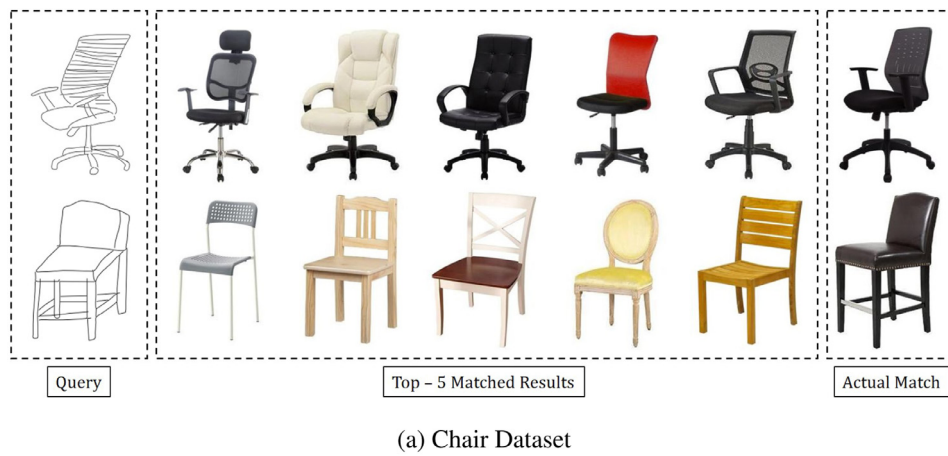 Query
Top – 5 Matched Results
Actual Match
(a) Chair Dataset